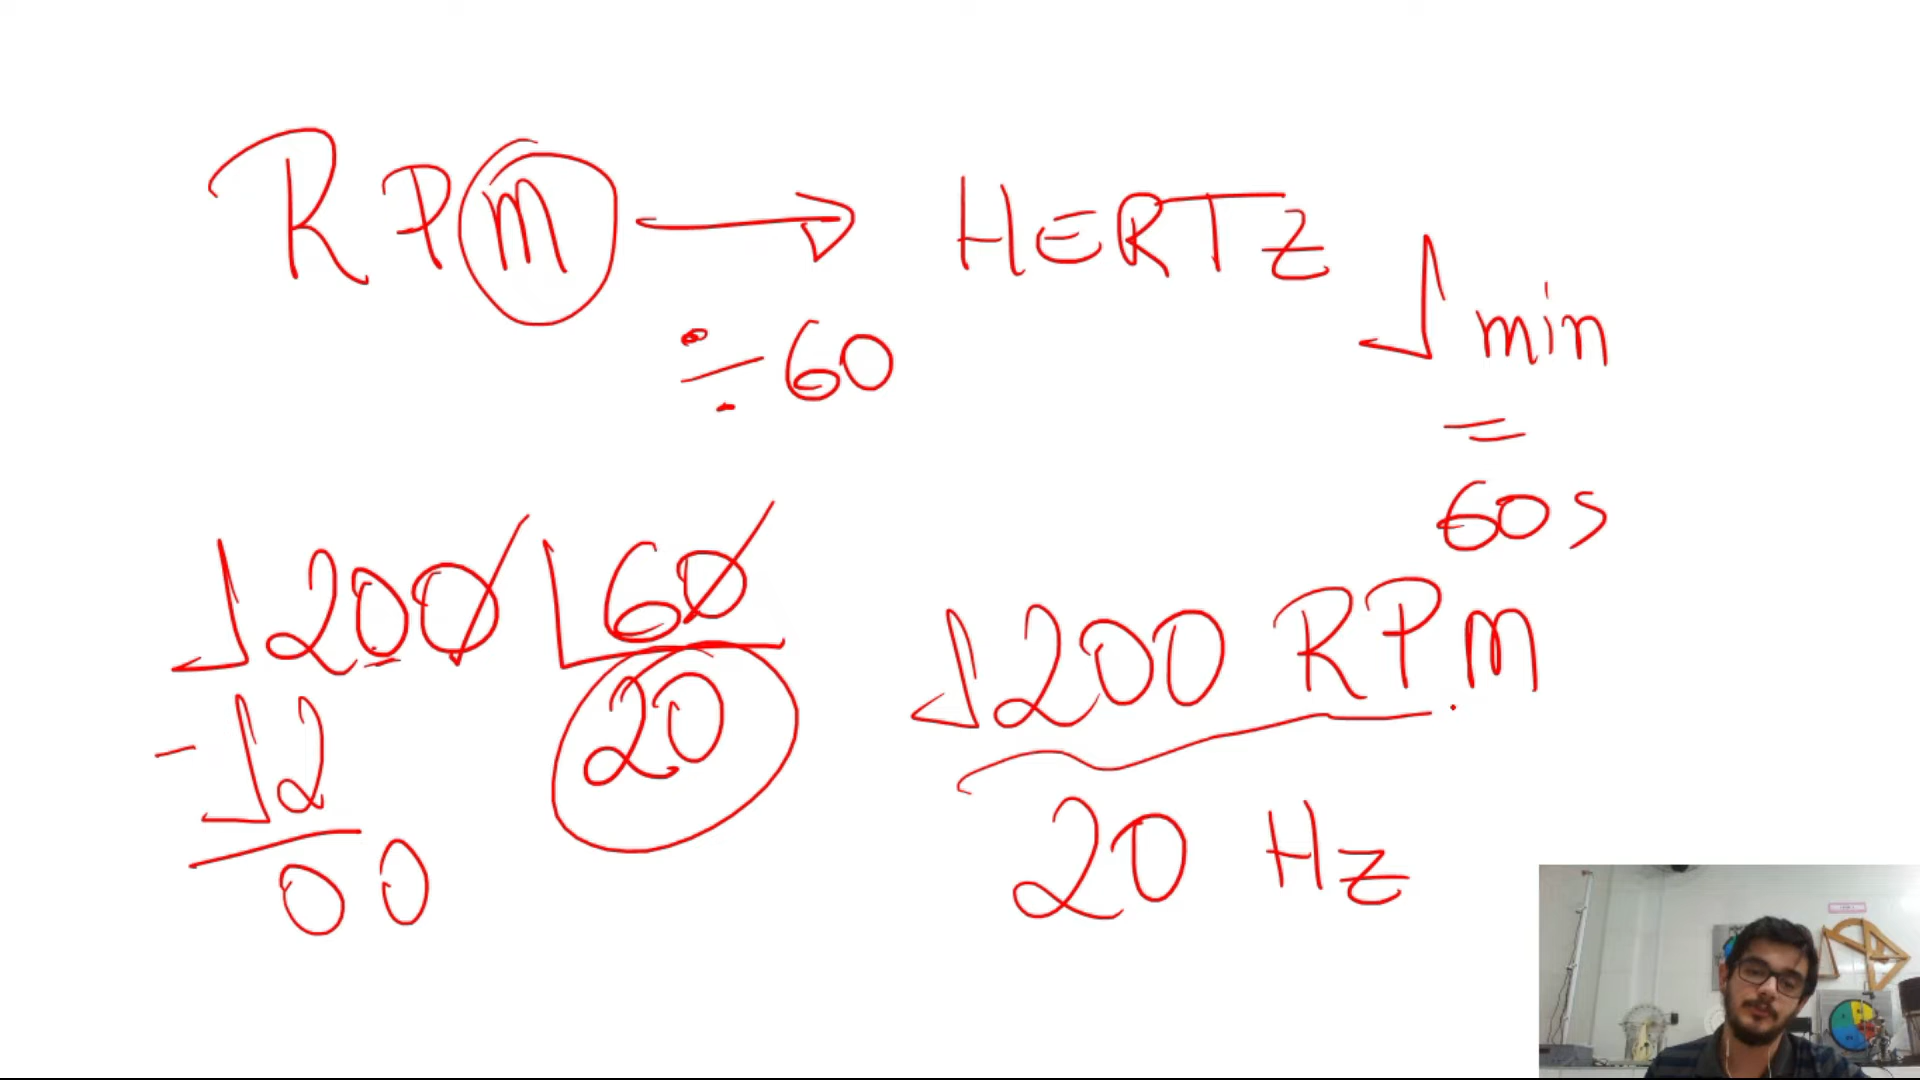 RPm → HERTZ
÷ 60
1 min
=
60 s
1200 60
20
- 12
00
1200 RPM
20 Hz